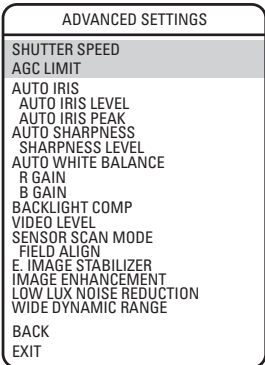 ADVANCED SETTINGS
SHUTTER SPEED
AGC LIMIT
AUTO IRIS
AUTO IRIS LEVEL
AUTO IRIS PEAK
AUTO SHARPNESS
SHARPNESS LEVEL
AUTO WHITE BALANCE
R GAIN
B GAIN
BACKLIGHT COMP
VIDEO LEVEL
SENSOR SCAN MODE
FIELD ALIGN
E. IMAGE STABILIZER
IMAGE ENHANCEMENT
LOW LUX NOISE REDUCTION
WIDE DYNAMIC RANGE
BACK
EXIT